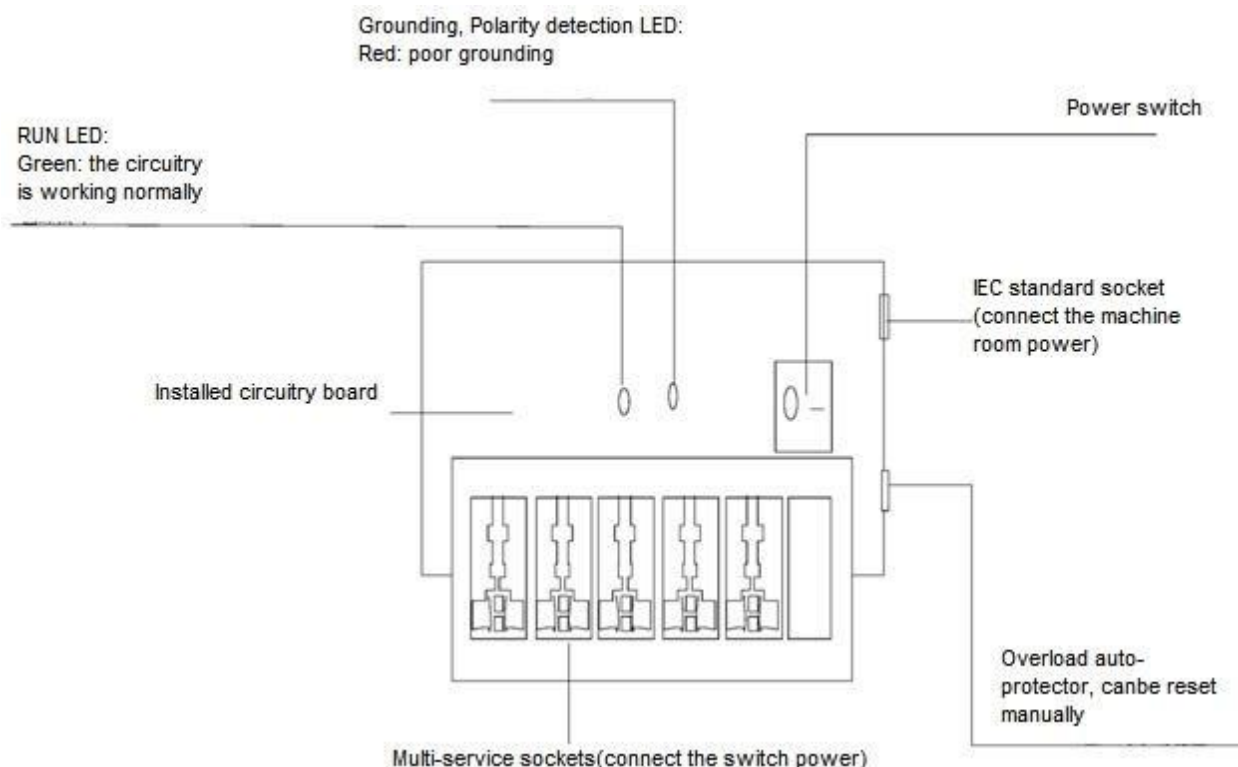 Grounding, Polarity detection LED:
Red: poor grounding
Power switch
RUN LED:
Green: the circuitry
is working normally
IEC standard socket
(connect the machine
room power)
Installed circuitry board
Overload auto-
protector, canbe reset
manually
Multi-service sockets(connect the switch power)